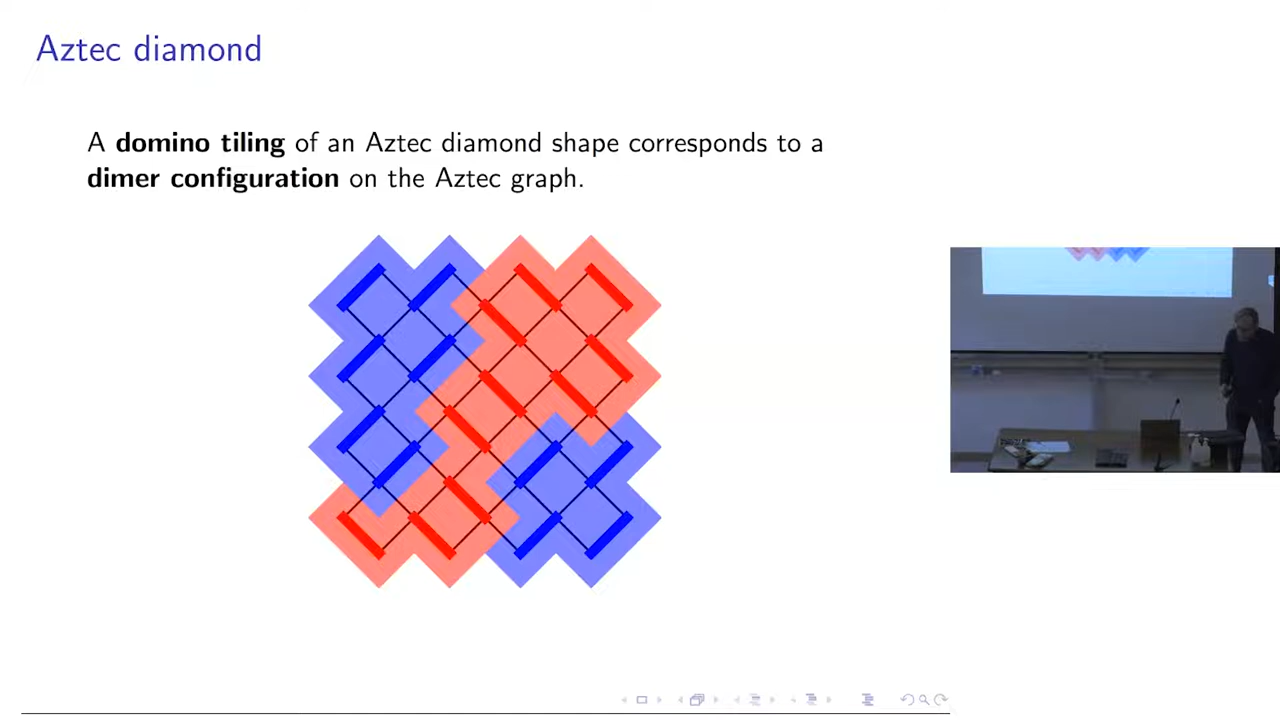 Aztec diamond
A domino tiling of an Aztec diamond shape corresponds to a
dimer configuration on the Aztec graph.